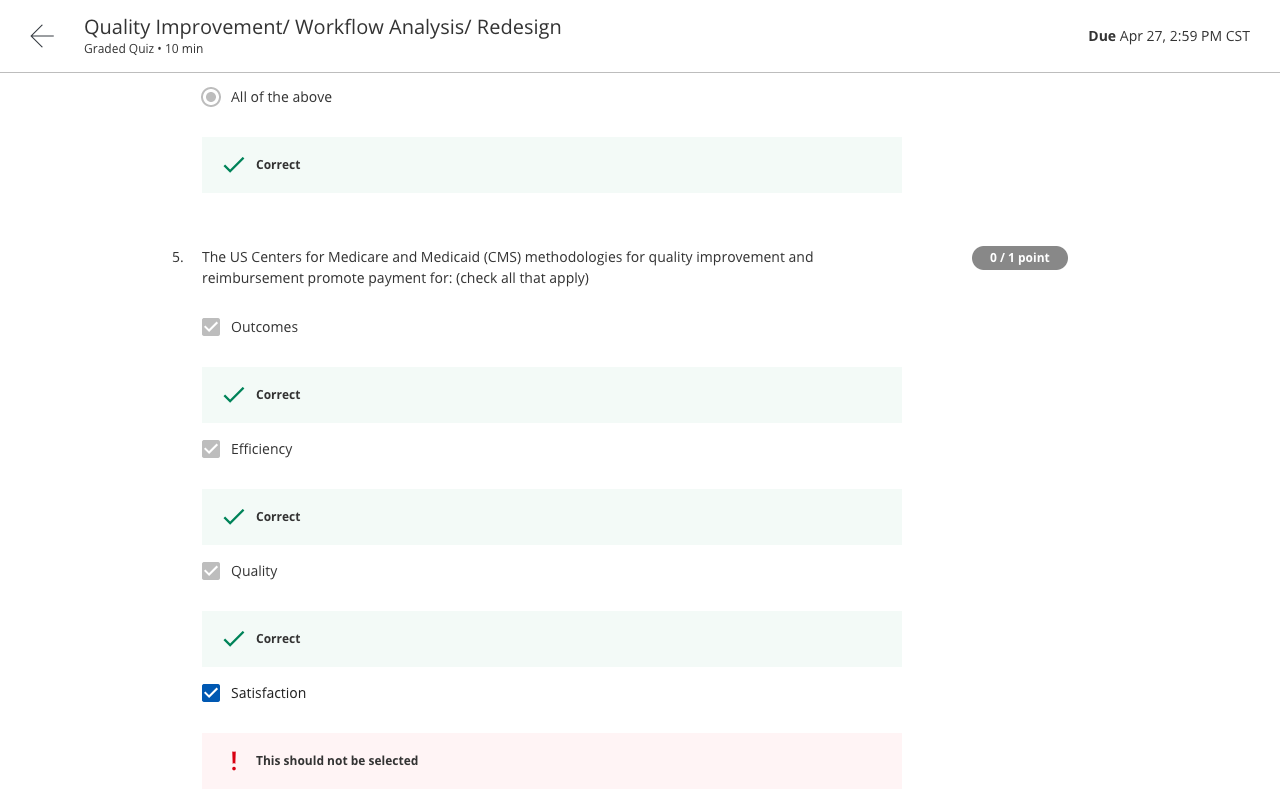 Quality Improvement/ Workflow Analysis/ Redesign
Graded Quiz • 10 min
Due Apr 27, 2:59 PM CST
All of the above
Correct
5. The US Centers for Medicare and Medicaid (CMS) methodologies for quality improvement and
reimbursement promote payment for: (check all that apply)
0 / 1 point
Outcomes
Correct
Efficiency
Correct
Quality
Correct
Satisfaction
This should not be selected